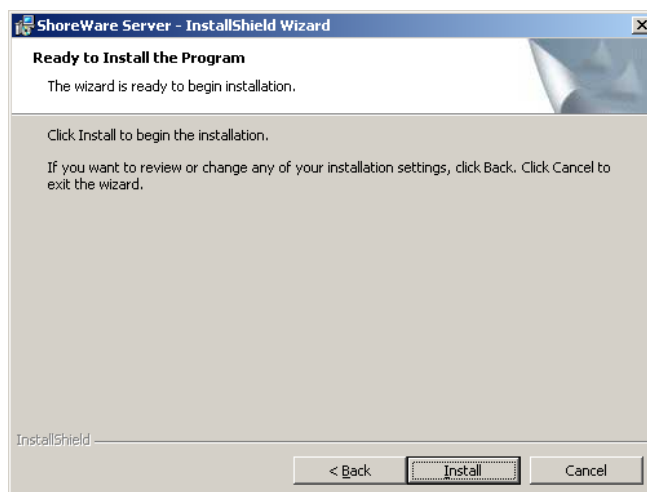 ShoreWare Server - InstallShield Wizard
Ready to Install the Program
The wizard is ready to begin installation.
Click Install to begin the installation.
If you want to review or change any of your installation settings, click Back. Click Cancel to
exit the wizard.
InstallShield
< Back Install Cancel